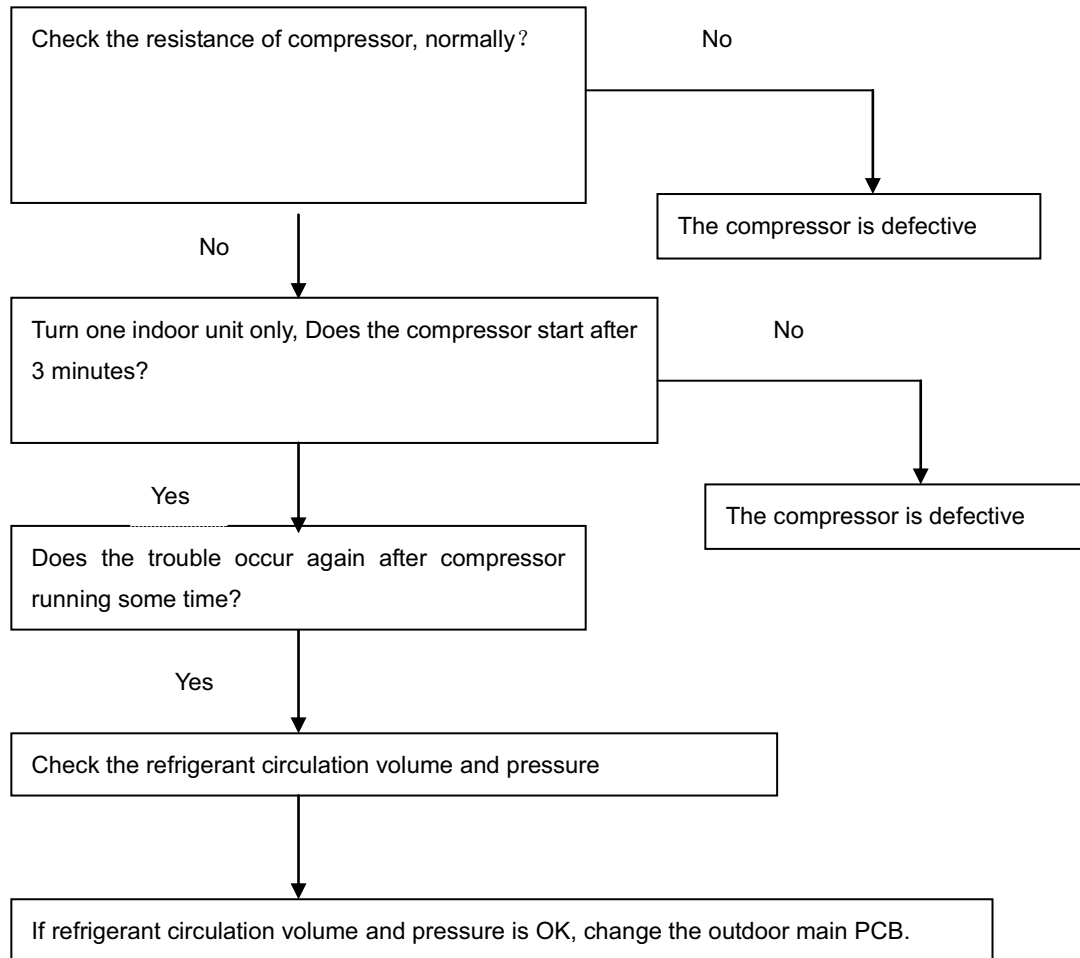 Check the resistance of compressor, normally？
No
The compressor is defective
No
Turn one indoor unit only, Does the compressor start after
3 minutes?
No
Yes
The compressor is defective
Does the trouble occur again after compressor
running some time?
Yes
Check the refrigerant circulation volume and pressure
If refrigerant circulation volume and pressure is OK, change the outdoor main PCB.